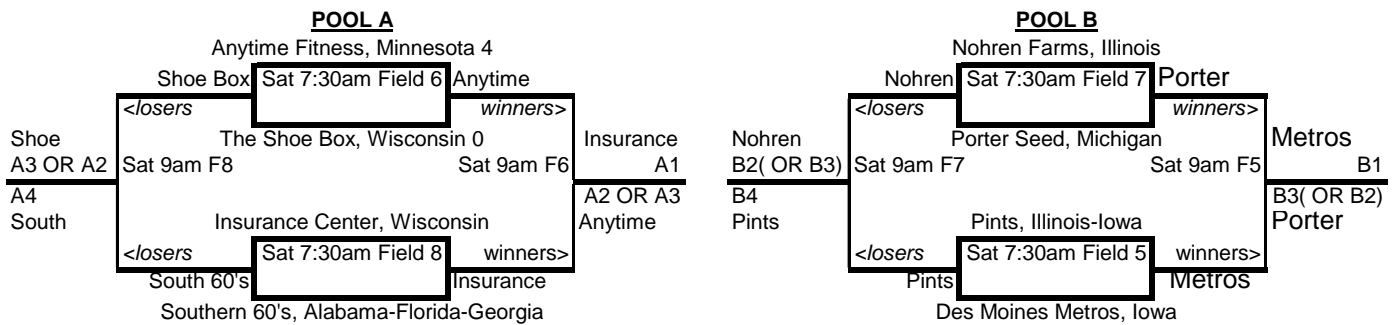 POOL A
Anytime Fitness, Minnesota 4
Shoe Box Sat 7:30am Field 6 Anytime
<losers winners>
The Shoe Box, Wisconsin 0
Shoe Insurance
A3 OR A2 Sat 9am F8 Sat 9am F6 A1
A4 A2 OR A3
South Anytime
Insurance Center, Wisconsin
<losers Sat 7:30am Field 8 winners>
South 60's Insurance
Southern 60's, Alabama-Florida-Georgia
POOL B
Nohren Farms, Illinois
Nohren Sat 7:30am Field 7 Porter
<losers winners>
Porter Seed, Michigan
Nohren Metros
B2( OR B3) Sat 9am F7 Sat 9am F5 B1
B4 B3( OR B2)
Pints Porter
Pints, Illinois-Iowa
<losers Sat 7:30am Field 5 winners>
Pints Metros
Des Moines Metros, Iowa